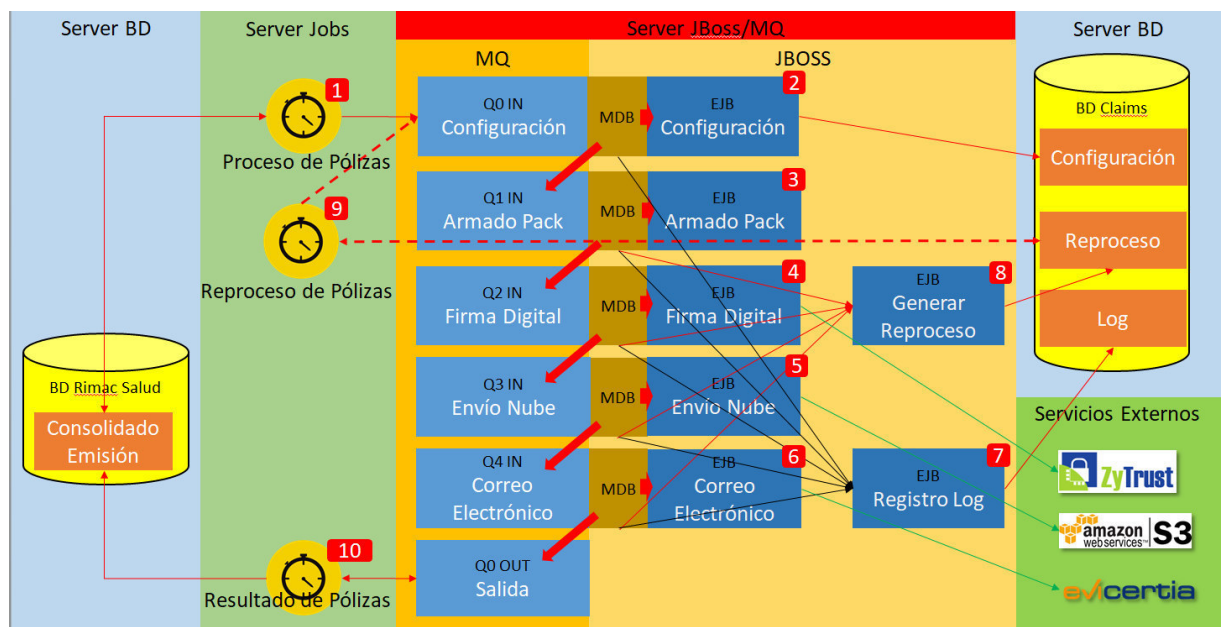 Server BD
Server Jobs
Server JBoss/MQ
Server BD
MQ
JBOSS
1
Proceso de Pólizas
9
Reproceso de Pólizas
BD Rimac Salud
Consolidado
Emisión
10
Resultado de Pólizas
Q0 IN
Configuración
MDB
EJB
Configuración
2
Q1 IN
Armado Pack
MDB
EJB
Armado Pack
3
Q2 IN
Firma Digital
MDB
EJB
Firma Digital
4
Q3 IN
Envío Nube
MDB
EJB
Envío Nube
5
Q4 IN
Correo
Electrónico
MDB
EJB
Correo
Electrónico
6
Q0 OUT
Salida
EJB
Generar
Reproceso
8
EJB
Registro Log
7
BD Claims
Configuración
Reproceso
Log
Servicios Externos
ZyTrust
amazon
webservices™
S3
evicertia